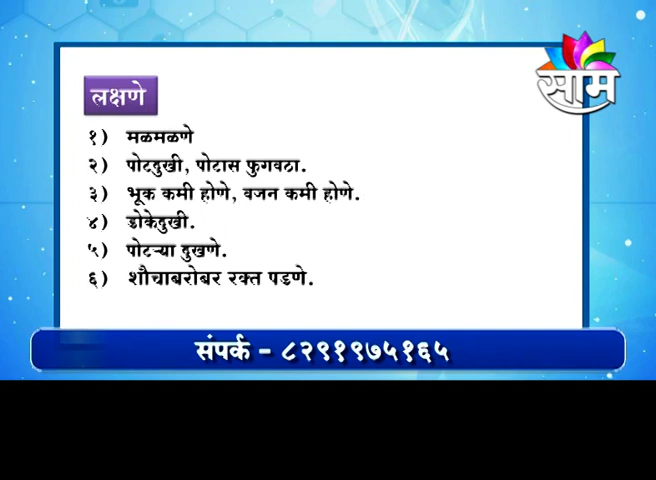 साम
लक्षणे
१) मळमळणे
२) पोटदुखी, पोटास फुगवठा.
३) भूक कमी होणे, वजन कमी होणे.
४) डोकेदुखी.
५) पोटऱ्या दुखणे.
६) शौचाबरोबर रक्त पडणे.
संपर्क - ८२९१९७५१६५